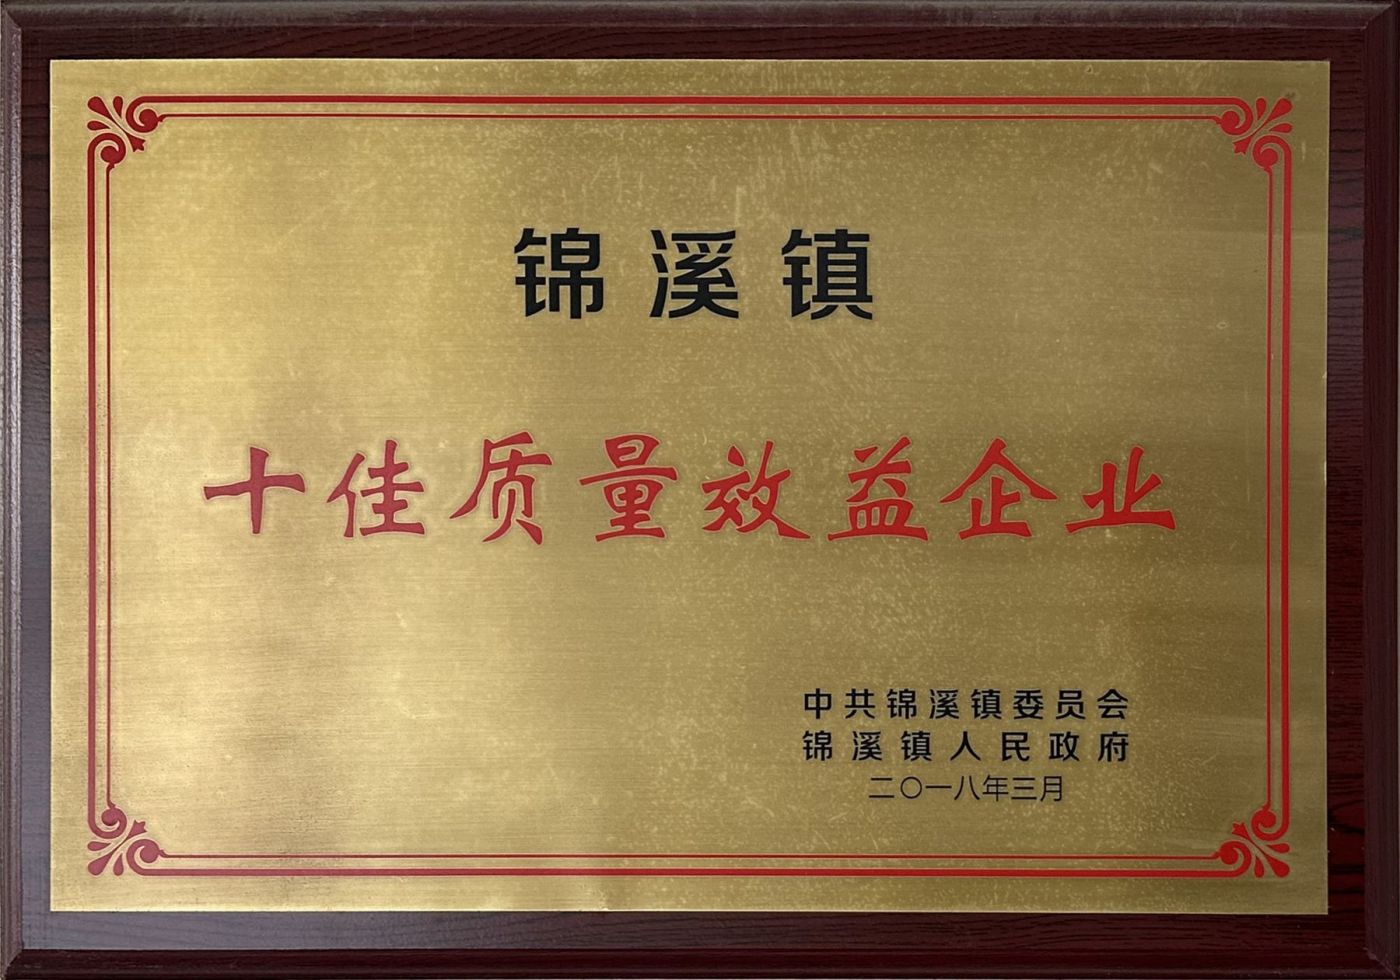 锦溪镇
十佳质量效益企业
中共锦溪镇委员会
锦溪镇人民政府
二〇一八年三月